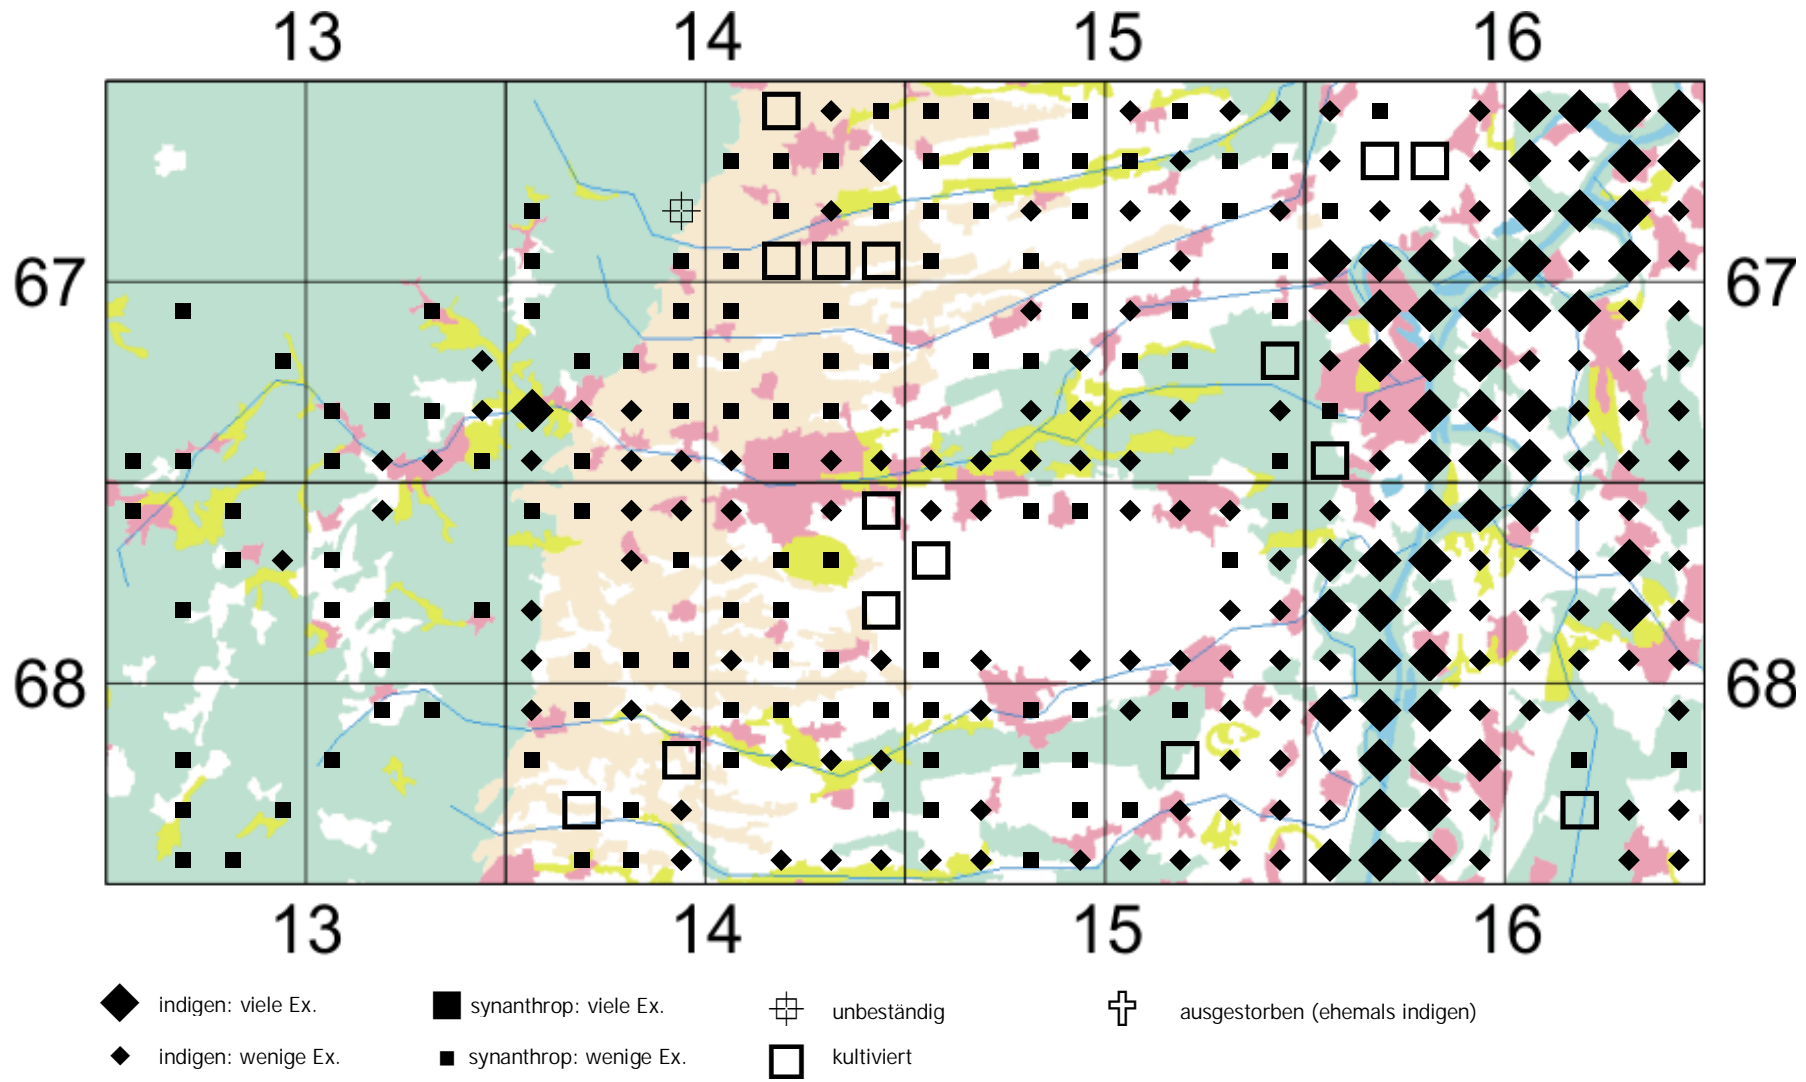 13 14 15 16
67 67
68 68
13 14 15 16
indigen: viele Ex. synanthrop: viele Ex. unbeständig ausgestorben (ehemals indigen)
indigen: wenige Ex. synanthrop: wenige Ex. kultiviert